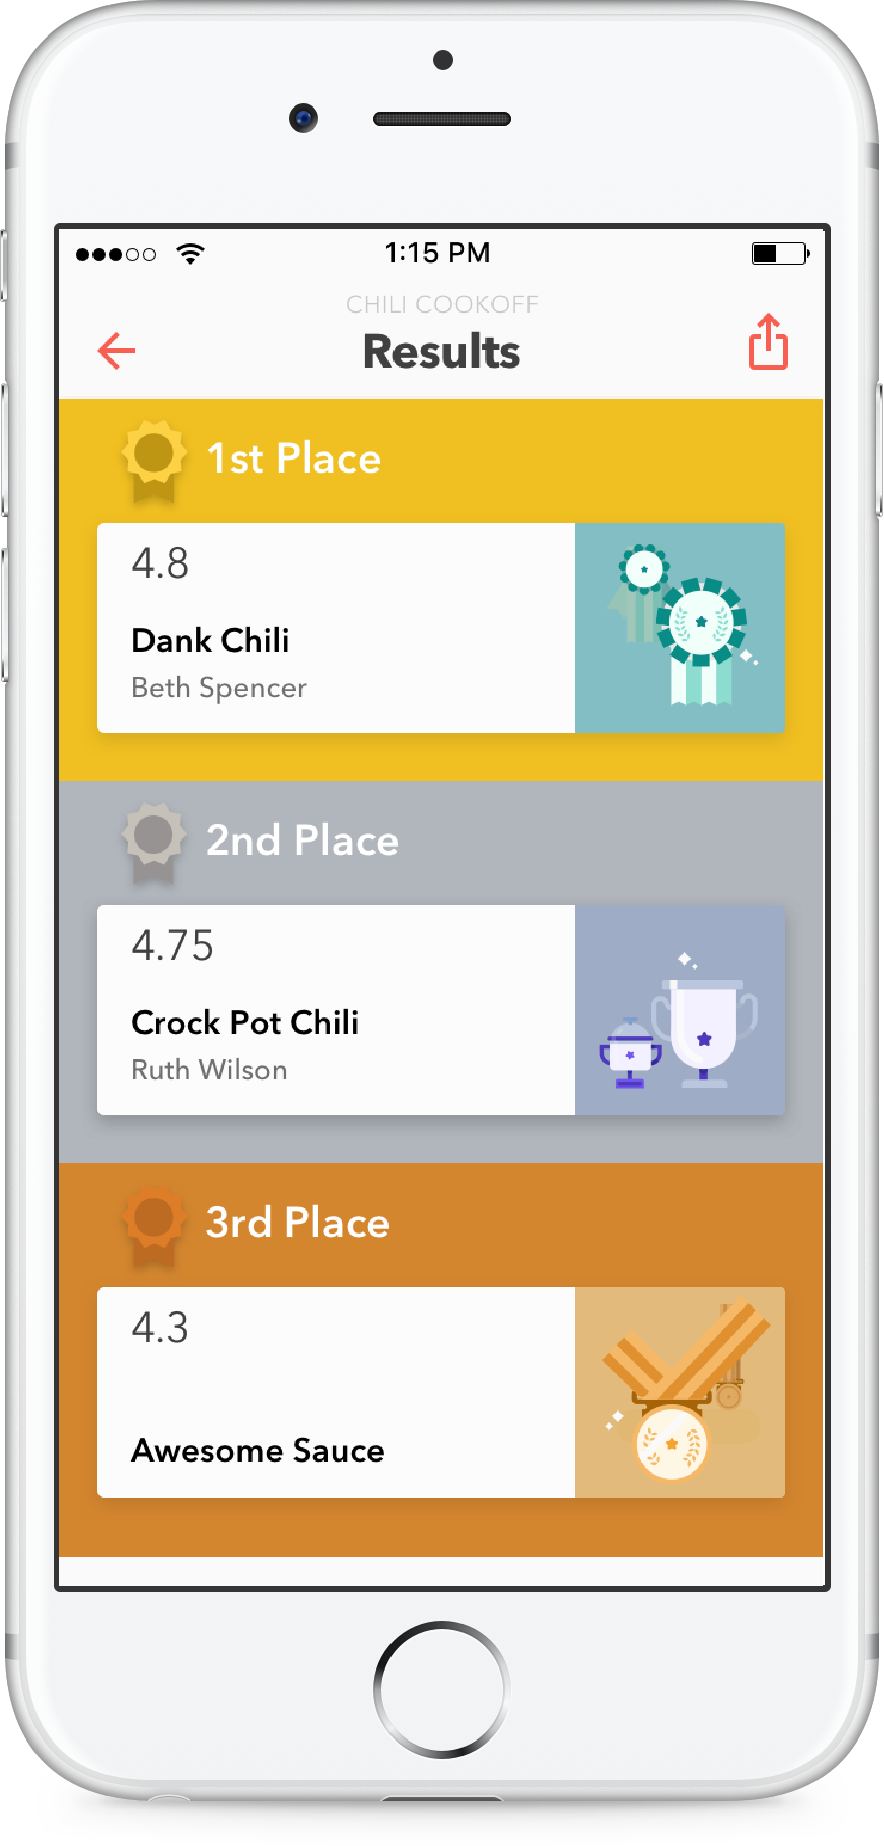 1:15 PM
CHILI COOKOFF
Results
1st Place
4.8
Dank Chili
Beth Spencer
2nd Place
4.75
Crock Pot Chili
Ruth Wilson
3rd Place
4.3
Awesome Sauce